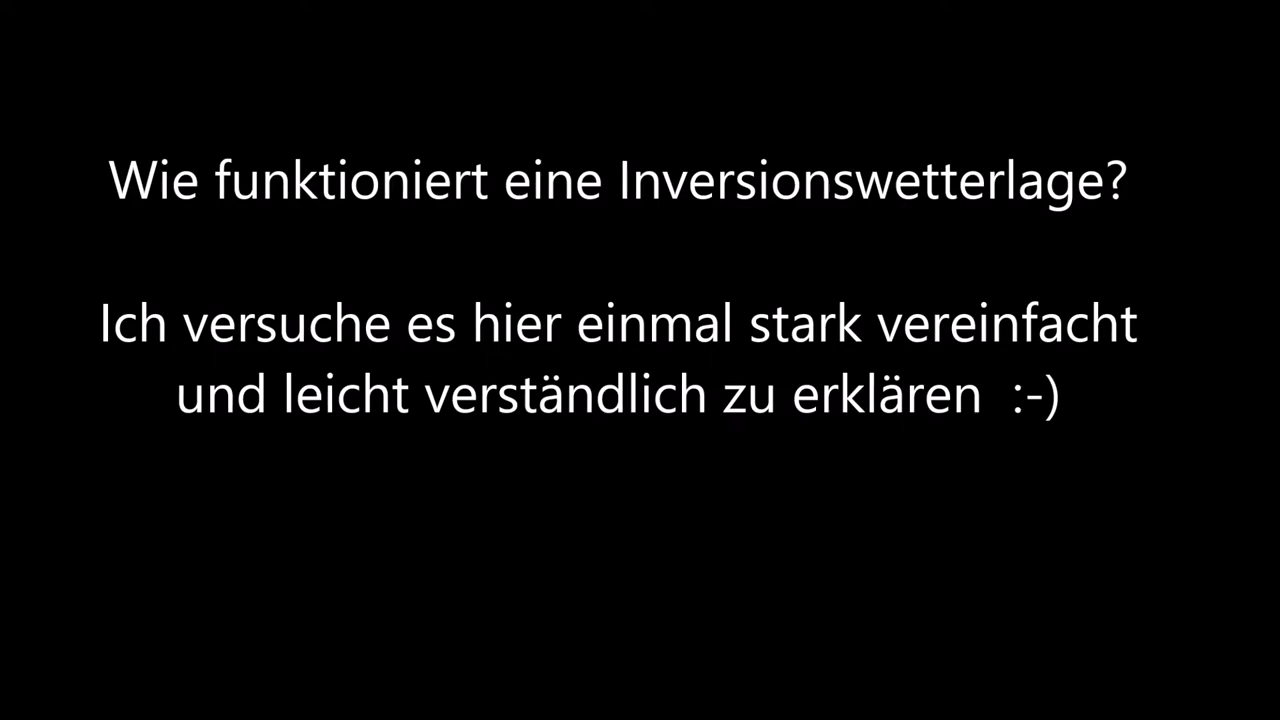 Wie funktioniert eine Inversionswetterlage?
Ich versuche es hier einmal stark vereinfacht
und leicht verständlich zu erklären :-)